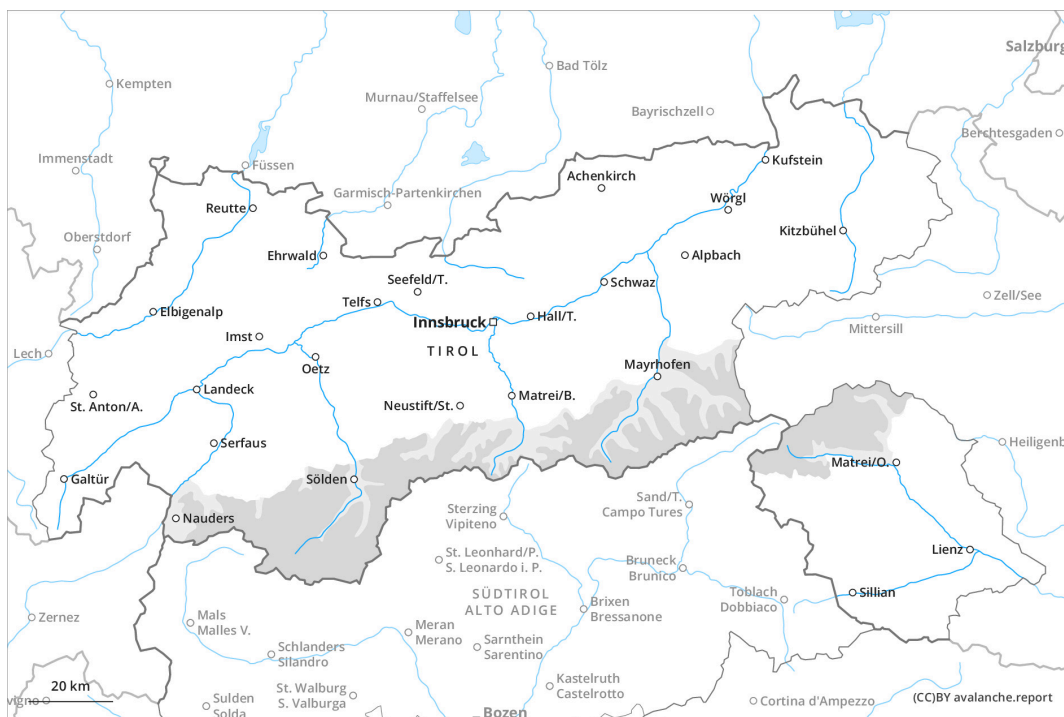 Salzburg
Kempten
Bad Tölz
Murnau/Staffelsee
Bayrischzell
Berchtesgaden
Immenstadt
Füssen
Kufstein
Achenkirch
Garmisch-Partenkirchen
Reutte
Wörgl
Oberstdorf
Kitzbühel
Ehrwald
Alpbach
Seefeld/T.
Schwaz
Zell/See
Telfs
Elbigenalp
Innsbruck
Hall/T.
Mittersill
Imst
Lech
TIROL
Oetz
Mayrhofen
Landeck
St. Anton/A.
Neustift/St.
Matrei/B.
Serfaus
Heiligenb
Matrei/O.
Galtür
Sölden
Sand/T.
Campo Tures
Sterzing
Vipiteno
Nauders
Lienz
St. Leonhard/P.
S. Leonardo i. P.
Bruneck
Brunico
SÜDTIROL
ALTO ADIGE
Sillian
Toblach
Dobbiaco
Brixen
Bressanone
Zernez
Mals
Malles V.
Meran
Merano
Sarnthein
Sarentino
Schlanders
Silandro
Kastelruth
Castelrotto
20 km
St. Walburg
S. Valburga
vigno
Sulden
Solda
Cortina d'Ampezzo
(CC)BY avalanche.report
Bozen